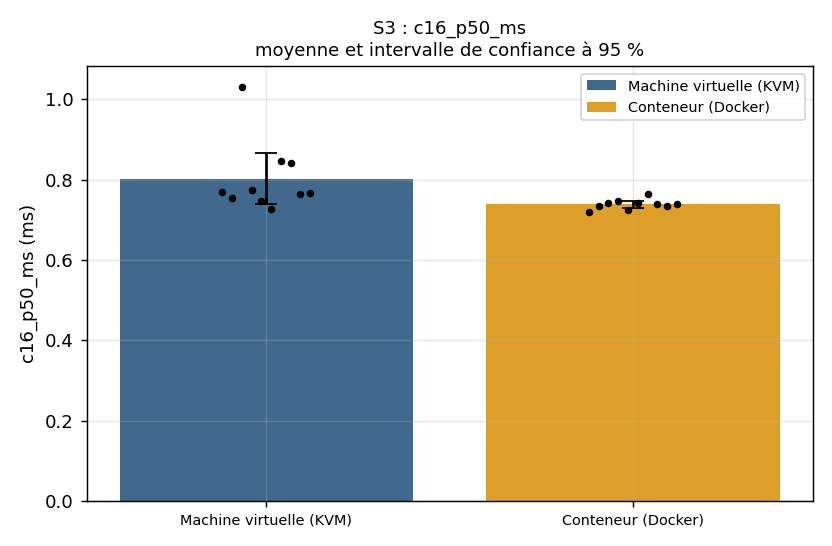 S3 : c16_p50_ms
moyenne et intervalle de confiance à 95 %
Machine virtuelle (KVM)
Conteneur (Docker)
c16_p50_ms (ms)
1.0
0.8
0.6
0.4
0.2
0.0
Machine virtuelle (KVM)
Conteneur (Docker)